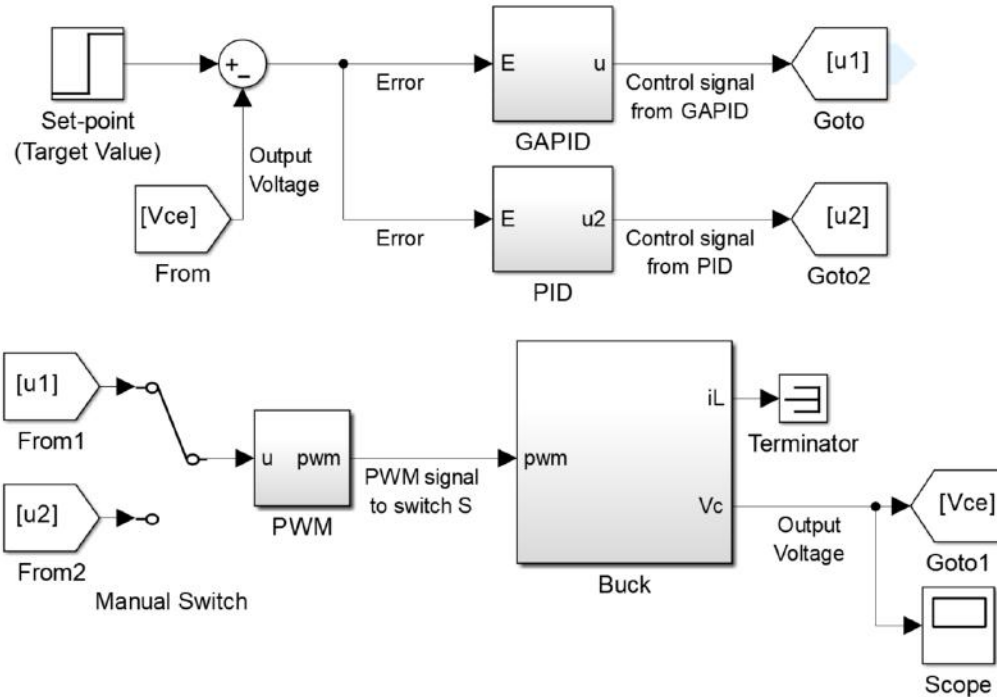 +
−
E
u
[u1]
Error
Control signal
from GAPID
GAPID
Goto
Set-point
(Target Value)
Output
Voltage
[Vce]
From
E
u2
[u2]
Error
Control signal
from PID
PID
Goto2
[u1]
From1
[u2]
From2
Manual Switch
u
pwm
PWM
PWM signal
to switch S
pwm
iL
Vc
Buck
Terminator
Output
Voltage
[Vce]
Goto1
Scope